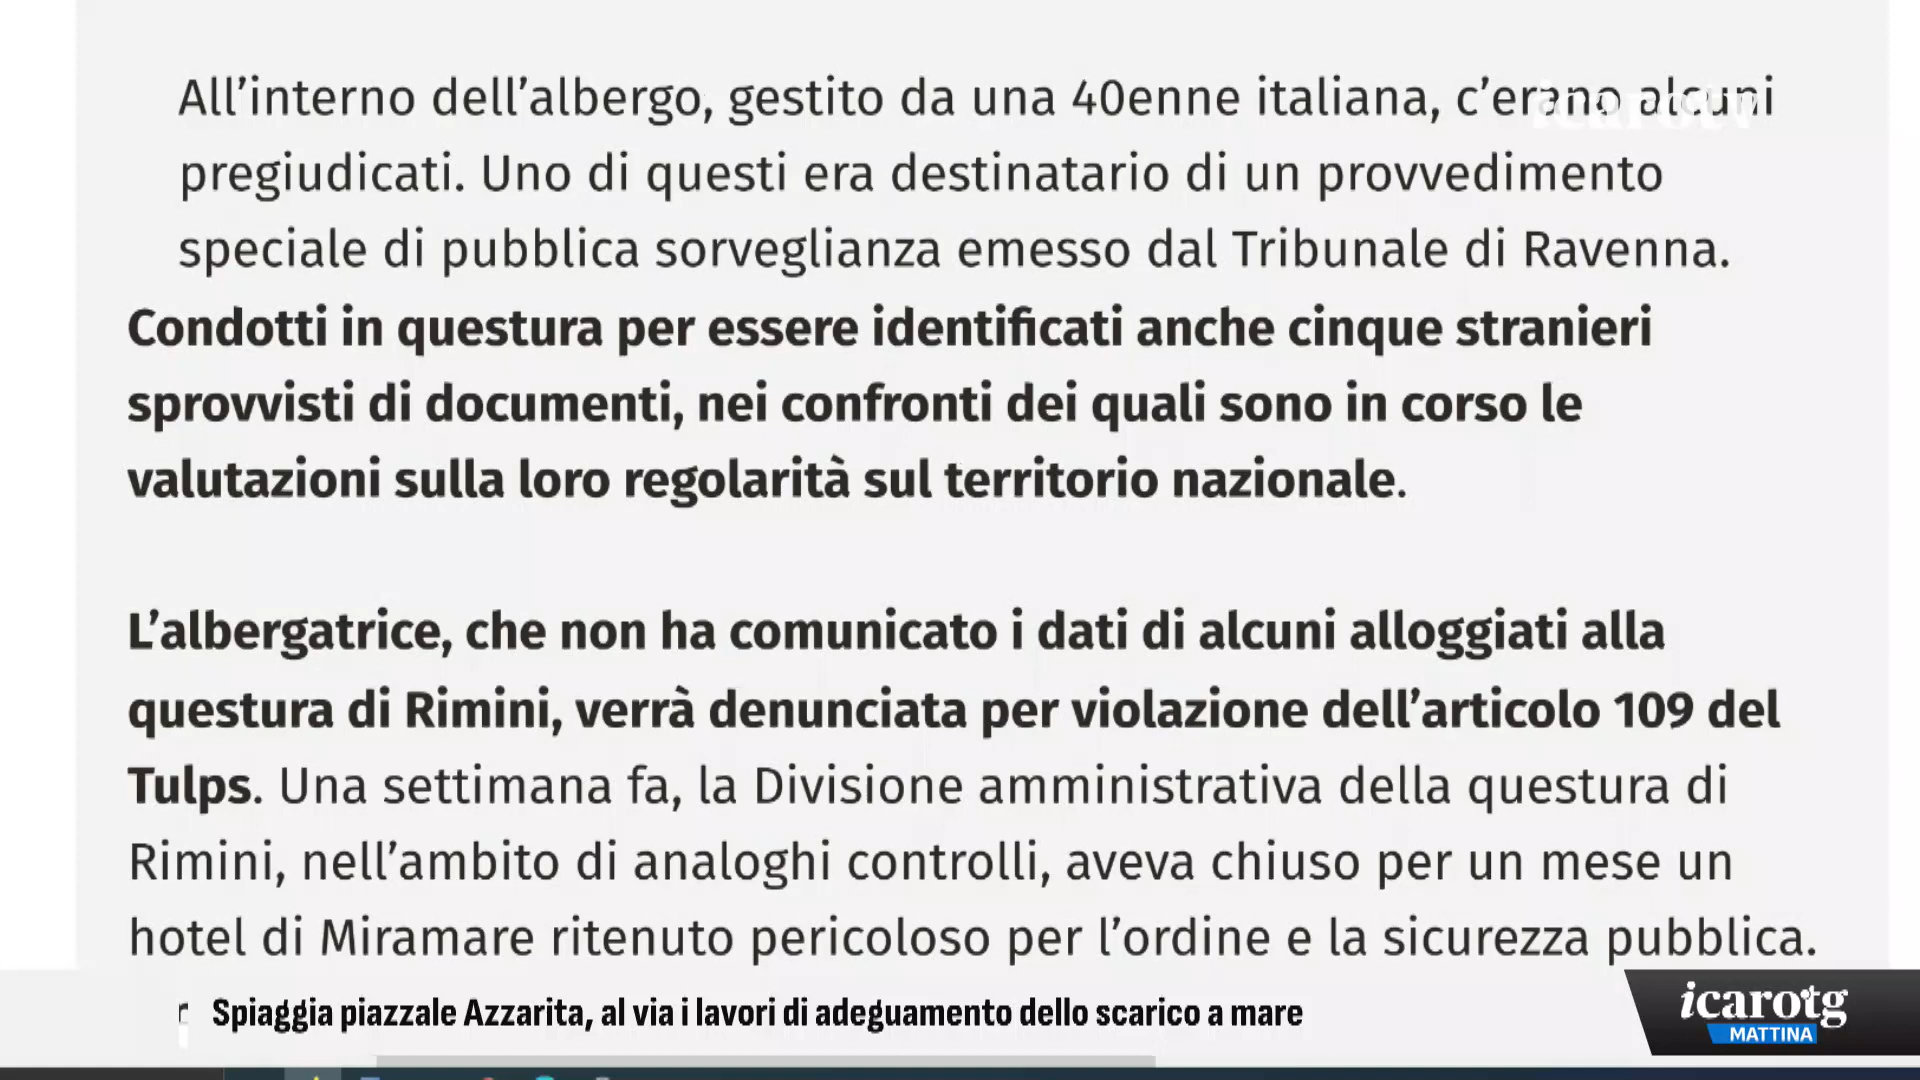 All’interno dell’albergo, gestito da una 40enne italiana, c’erano alcuni
icarotv
pregiudicati. Uno di questi era destinatario di un provvedimento
speciale di pubblica sorveglianza emesso dal Tribunale di Ravenna.
Condotti in questura per essere identificati anche cinque stranieri
sprovvisti di documenti, nei confronti dei quali sono in corso le
valutazioni sulla loro regolarità sul territorio nazionale.
L’albergatrice, che non ha comunicato i dati di alcuni alloggiati alla
questura di Rimini, verrà denunciata per violazione dell’articolo 109 del
Tulps. Una settimana fa, la Divisione amministrativa della questura di
Rimini, nell’ambito di analoghi controlli, aveva chiuso per un mese un
hotel di Miramare ritenuto pericoloso per l’ordine e la sicurezza pubblica.
Spiaggia piazzale Azzarita, al via i lavori di adeguamento dello scarico a mare
icarotg
MATTINA